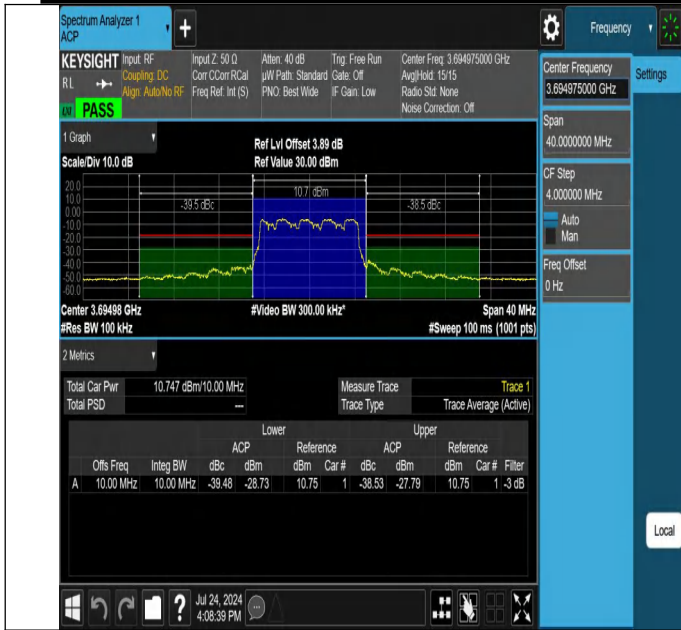 Spectrum Analyzer 1
ACP
Frequency
KEYSIGHT Input: RF Input Z: 50 Ω Atten: 40 dB Trig: Free Run Center Freq: 3.694975000 GHz
RL Coupling: DC Corr CCorr RCal µW Path: Standard Gate: Off Avg|Hold: 15/15
Align: Auto/No RF Freq Ref: Int (S) PNO: Best Wide IF Gain: Low Radio Std: None
PASS Noise Correction: Off
Center Frequency
3.694975000 GHz
Settings
Span
40.0000000 MHz
CF Step
4.000000 MHz
Auto
Man
Freq Offset
0 Hz
1 Graph
Ref Lvl Offset 3.89 dB
Scale/Div 10.0 dB Ref Value 30.00 dBm
20.0
10.0
0.00
-10.0
-20.0
-30.0
-40.0
-50.0
-60.0
-39.5 dBc 10.7 dBm -38.5 dBc
Center 3.69498 GHz #Video BW 300.00 kHz* Span 40 MHz
#Res BW 100 kHz #Sweep 100 ms (1001 pts)
2 Metrics
Total Car Pwr 10.747 dBm/10.00 MHz Measure Trace Trace 1
Total PSD --- Trace Type Trace Average (Active)
Lower Upper
ACP Reference ACP Reference
Offs Freq Integ BW dBc dBm dBm Car # dBc dBm dBm Car # Filter
A 10.00 MHz 10.00 MHz -39.48 -28.73 10.75 1 -38.53 -27.79 10.75 1 -3 dB
Local
Jul 24, 2024
4:08:39 PM